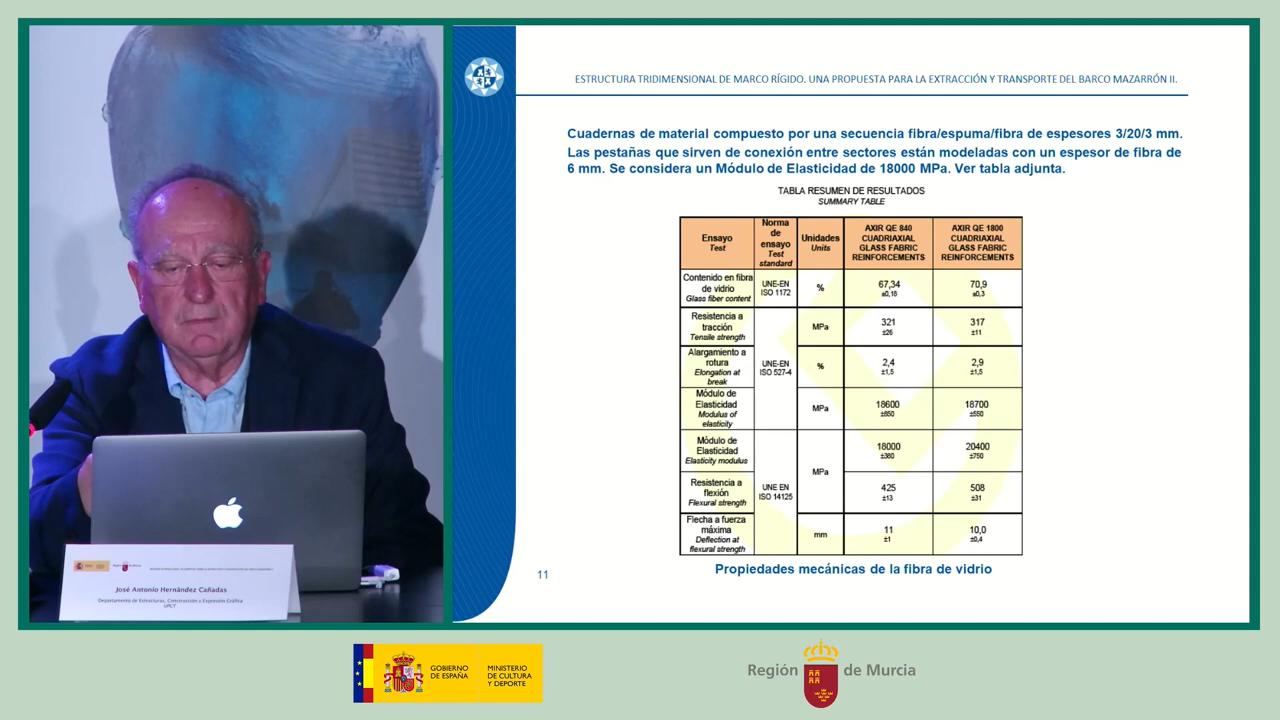 ESTRUCTURA TRIDIMENSIONAL DE MARCO RÍGIDO. UNA PROPUESTA PARA LA EXTRACCIÓN Y TRANSPORTE DEL BARCO MAZARRÓN II.
Cuadernas de material compuesto por una secuencia fibra/espuma/fibra de espesores 3/20/3 mm.
Las pestañas que sirven de conexión entre sectores están modeladas con un espesor de fibra de
6 mm. Se considera un Módulo de Elasticidad de 18000 MPa. Ver tabla adjunta.
TABLA RESUMEN DE RESULTADOS
SUMMARY TABLE
Ensayo
Test
Norma
de
ensayo
Test
standard
Unidades
Units
AXIR QE 840
CUADRIAXIAL
GLASS FABRIC
REINFORCEMENTS
AXIR QE 1800
CUADRIAXIAL
GLASS FABRIC
REINFORCEMENTS
Contenido en fibra
de vidrio
Glass fiber content
UNE-EN
ISO 1172
%
67,34
±0,18
70,9
±0,3
Resistencia a
tracción
Tensile strength
UNE-EN
ISO 527-4
MPa
321
±26
317
±11
Alargamiento a
rotura
Elongation at
break
%
2,4
±1,5
2,9
±1,5
Módulo de
Elasticidad
Modulus of
elasticity
MPa
18600
±650
18700
±550
Módulo de
Elasticidad
Elasticity modulus
UNE EN
ISO 14125
MPa
18000
±380
20400
±750
Resistencia a
flexión
Flexural strength
425
±13
508
±31
Flecha a fuerza
máxima
Deflection at
flexural strength
mm
11
±1
10,0
±0,4
Propiedades mecánicas de la fibra de vidrio
11
José Antonio Hernández Cañadas
Departamento de Estructuras, Construcción y Expresión Gráfica
UPCT
GOBIERNO
DE ESPAÑA
MINISTERIO
DE CULTURA
Y DEPORTE
Región de Murcia